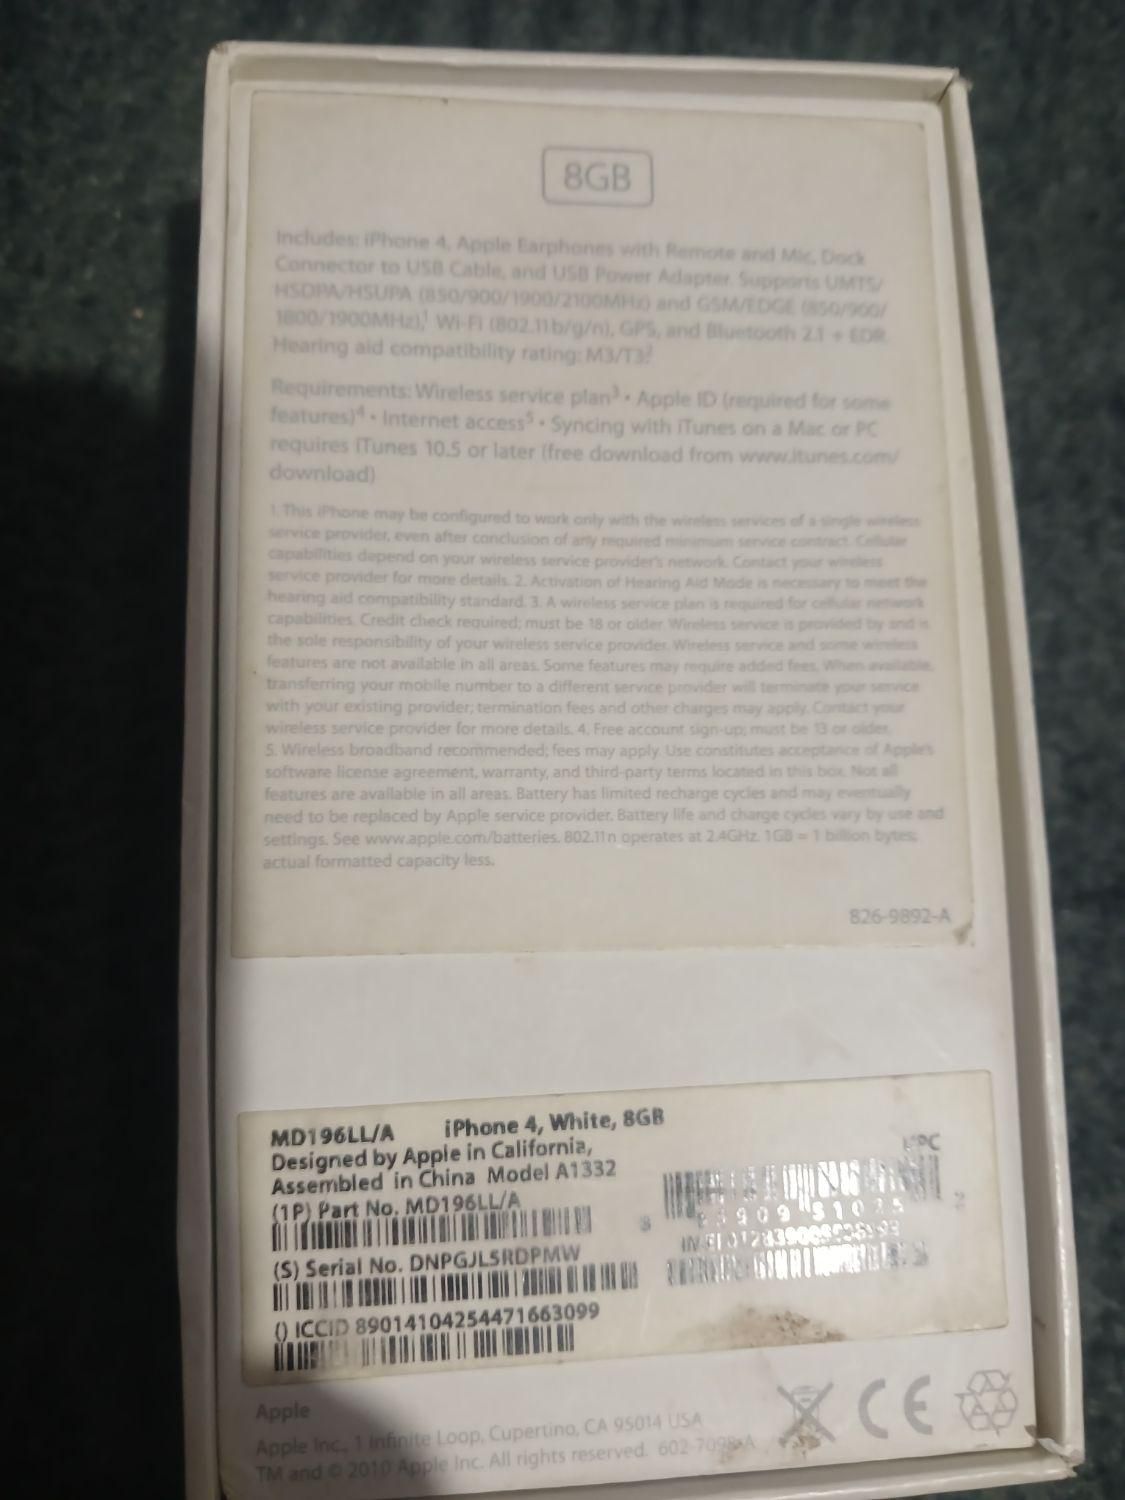 8GB
Includes: iPhone 4, Apple Earphones with Remote and Mic, Dock
Connector to USB Cable, and USB Power Adapter. Supports UMTS/
HSDPA/HSUPA (850/900/1900/2100MHz) and GSM/EDGE (850/900/
1800/1900MHz),¹ Wi-Fi (802.11b/g/n), GPS, and Bluetooth 2.1 + EDR.
Hearing aid compatibility rating: M3/T3.²
Requirements: Wireless service plan³ • Apple ID (required for some
features)⁴ • Internet access⁵ • Syncing with iTunes on a Mac or PC
requires iTunes 10.5 or later (free download from www.itunes.com/
download)
1. This iPhone may be configured to work only with the wireless services of a single wireless
service provider, even after conclusion of any required minimum service contract. Cellular
capabilities depend on your wireless service provider's network. Contact your wireless
service provider for more details. 2. Activation of Hearing Aid Mode is necessary to meet the
hearing aid compatibility standard. 3. A wireless service plan is required for cellular network
capabilities. Credit check required; must be 18 or older. Wireless service is provided by and is
the sole responsibility of your wireless service provider. Wireless service and some wireless
features are not available in all areas. Some features may require added fees. When available,
transferring your mobile number to a different service provider will terminate your service
with your existing provider; termination fees and other charges may apply. Contact your
wireless service provider for more details. 4. Free account sign-up; must be 13 or older.
5. Wireless broadband recommended; fees may apply. Use constitutes acceptance of Apple's
software license agreement, warranty, and third-party terms located in this box. Not all
features are available in all areas. Battery has limited recharge cycles and may eventually
need to be replaced by Apple service provider. Battery life and charge cycles vary by use and
settings. See www.apple.com/batteries. 802.11n operates at 2.4GHz. 1GB = 1 billion bytes;
actual formatted capacity less.
826-9892-A
MD196LL/A iPhone 4, White, 8GB
Designed by Apple in California,
Assembled in China Model A1332
(1P) Part No. MD196LL/A
(S) Serial No. DNPGJLSRDPMW
() ICCID 89014104254471663099
UPC
Apple
Apple Inc., 1 Infinite Loop, Cupertino, CA 95014 USA
TM and © 2010 Apple Inc. All rights reserved. 602-7098-A
CE